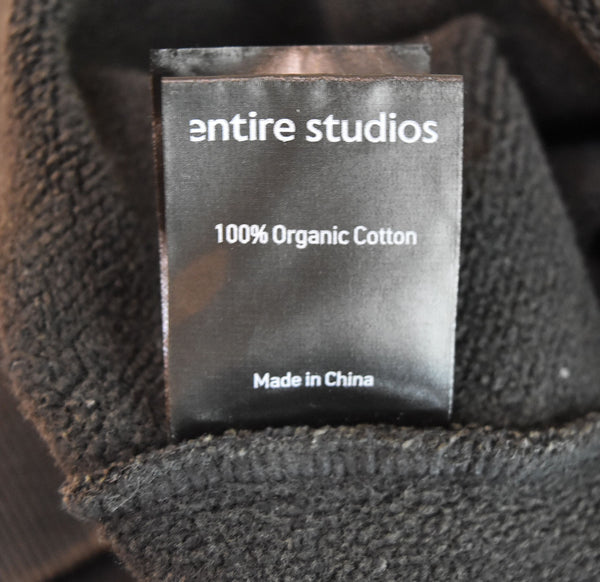 entire studios
100% Organic Cotton
Made in China